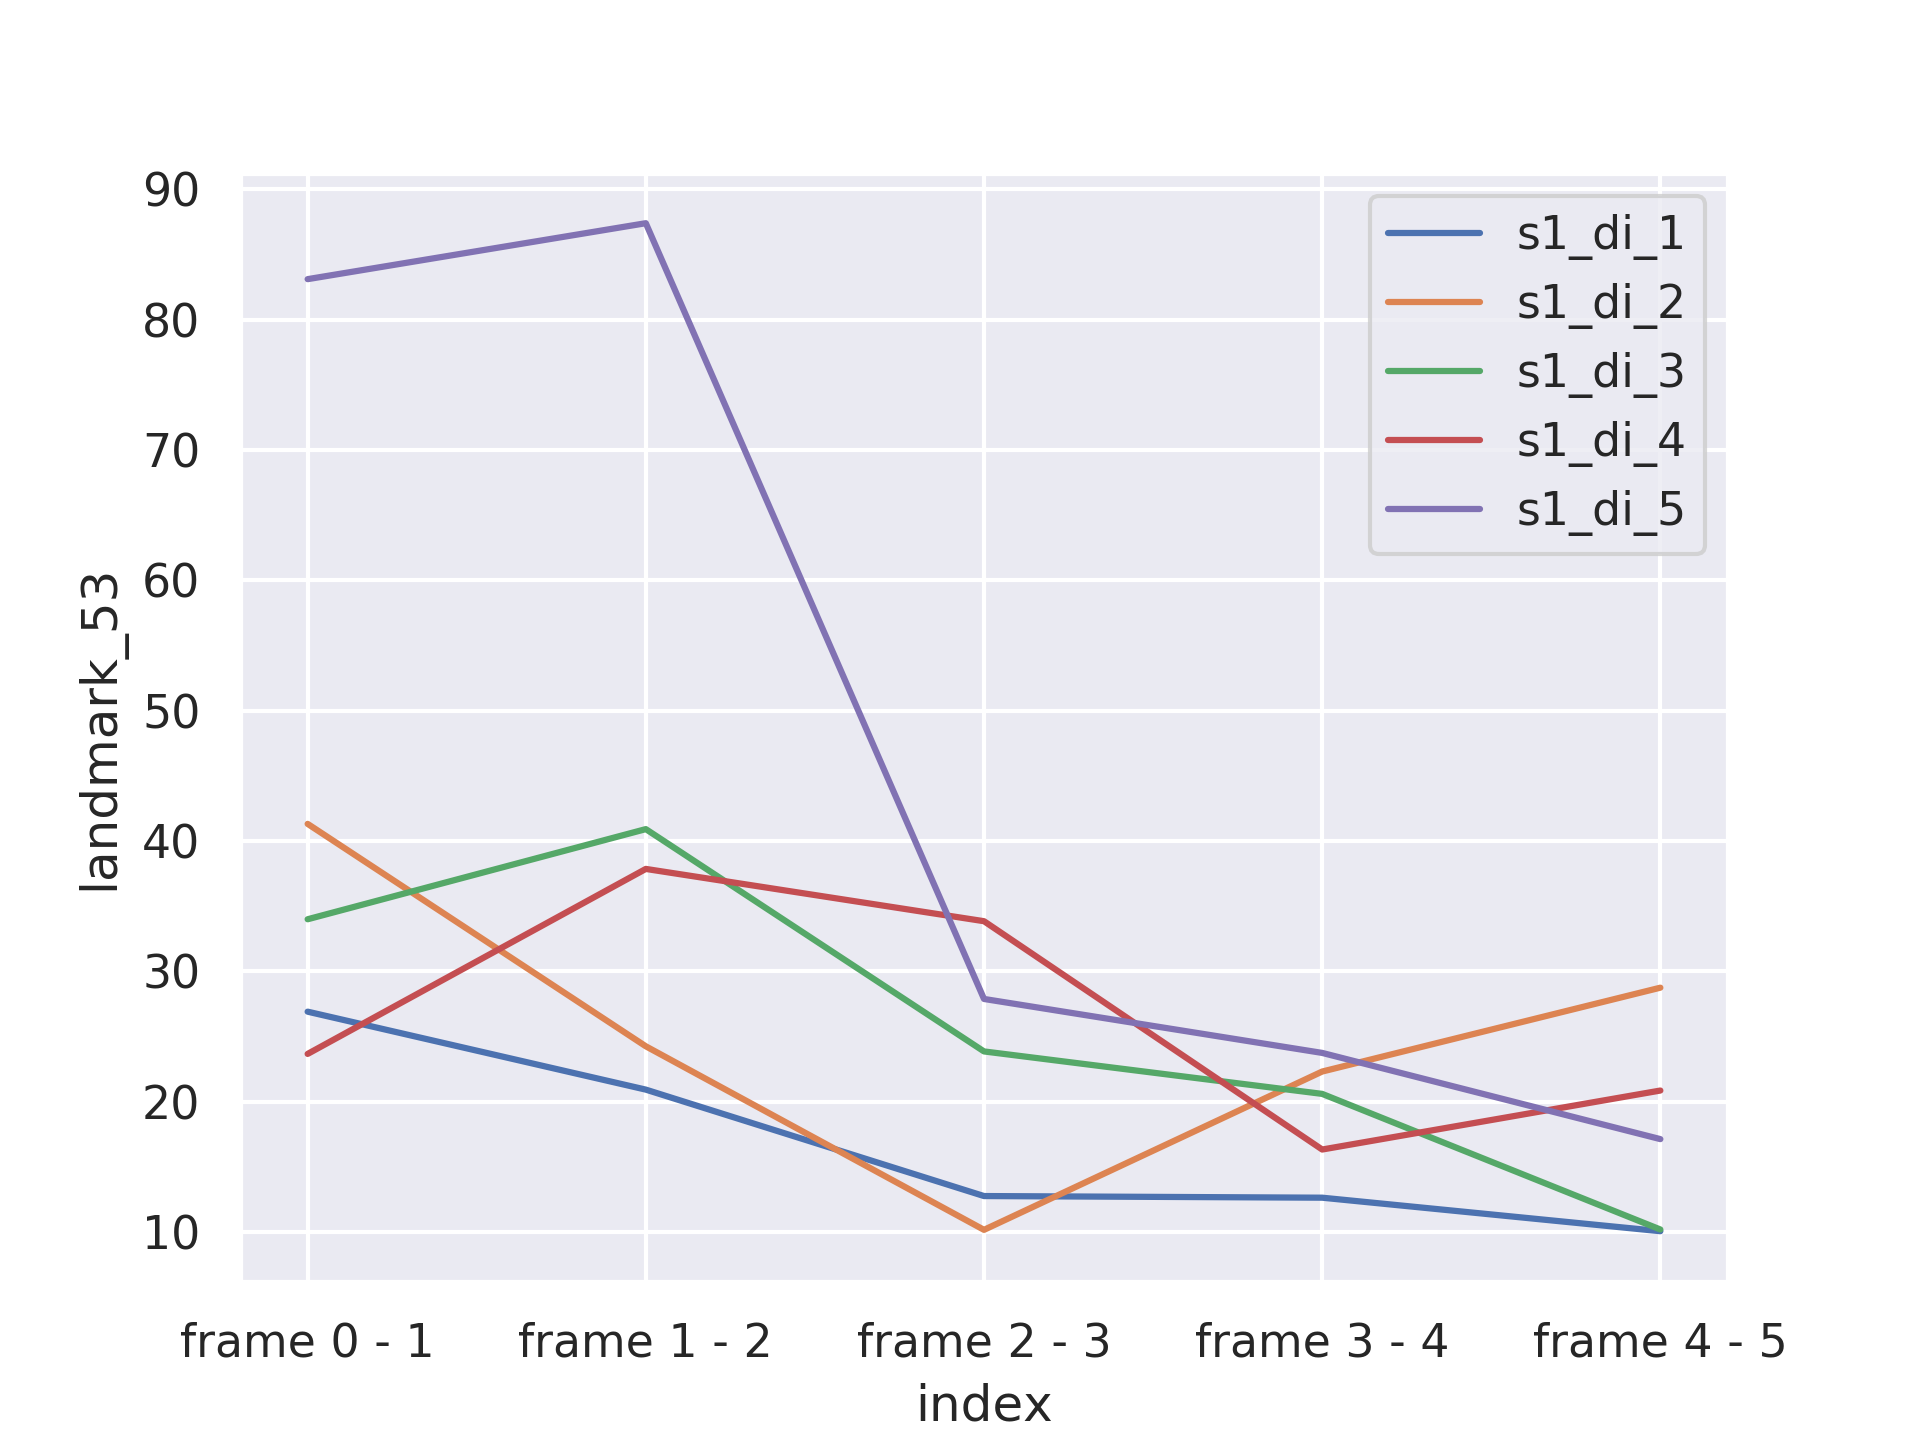 90
80
70
60
50
40
30
20
10
landmark_53
s1_di_1
s1_di_2
s1_di_3
s1_di_4
s1_di_5
frame 0 - 1
frame 1 - 2
frame 2 - 3
frame 3 - 4
frame 4 - 5
index